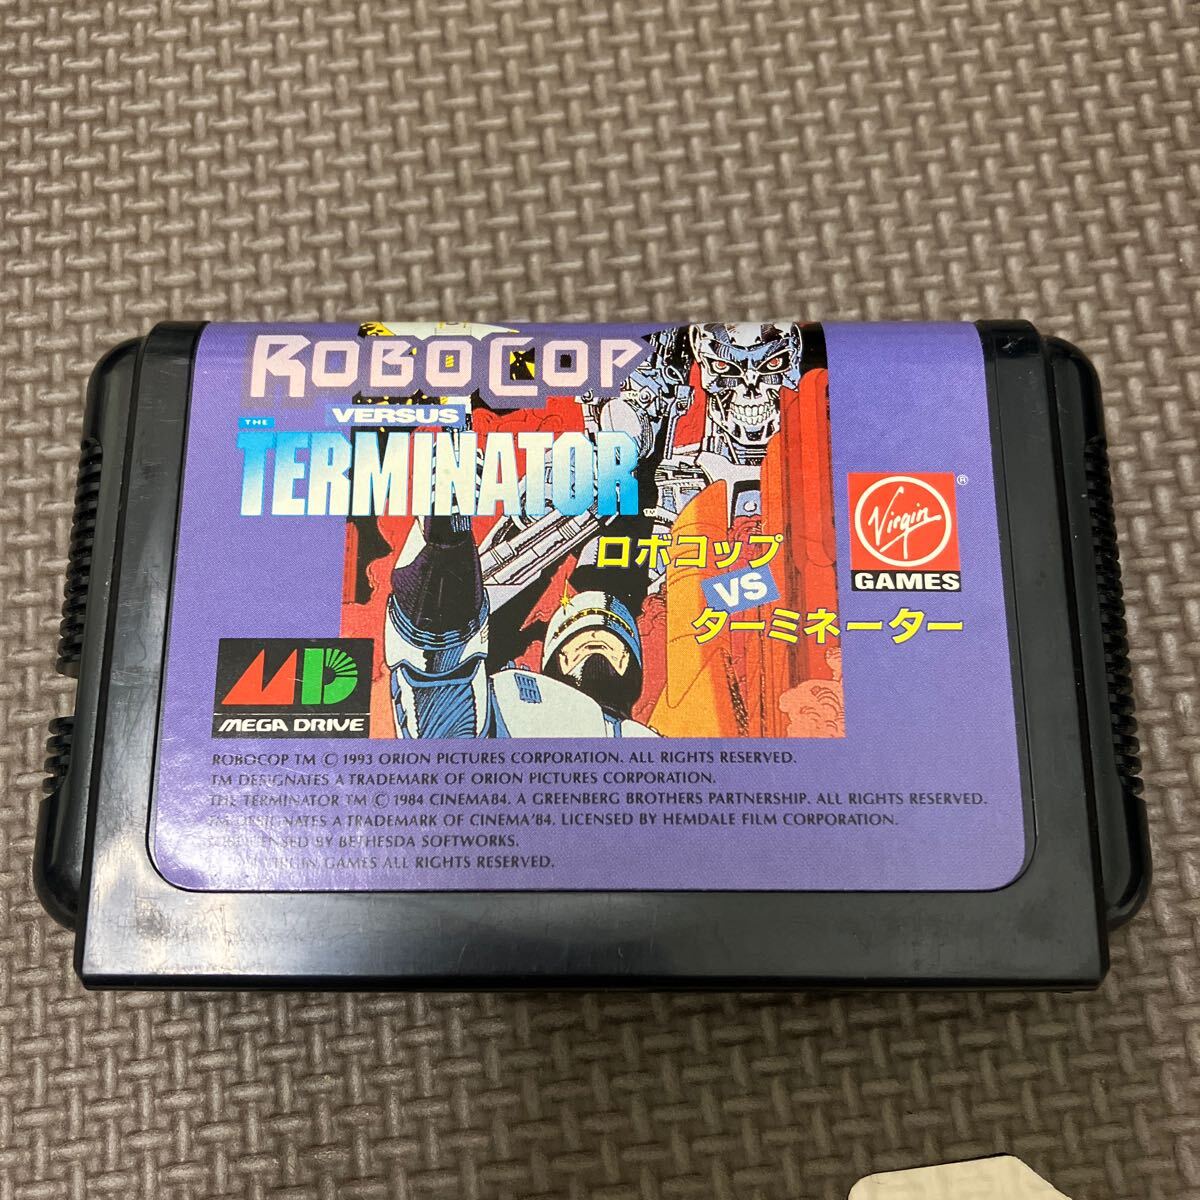 ROBOCOP
VERSUS
THE
TERMINATOR
TM
ロボコップ
VS
ターミネーター
Virgin ®
GAMES
MD
MEGA DRIVE
ROBOCOP TM © 1993 ORION PICTURES CORPORATION. ALL RIGHTS RESERVED.
TM DESIGNATES A TRADEMARK OF ORION PICTURES CORPORATION.
THE TERMINATOR TM © 1984 CINEMA84. A GREENBERG BROTHERS PARTNERSHIP. ALL RIGHTS RESERVED.
TM DESIGNATES A TRADEMARK OF CINEMA'84. LICENSED BY HEMDALE FILM CORPORATION.
BY BETHESDA SOFTWORKS.
VIRGIN GAMES ALL RIGHTS RESERVED.